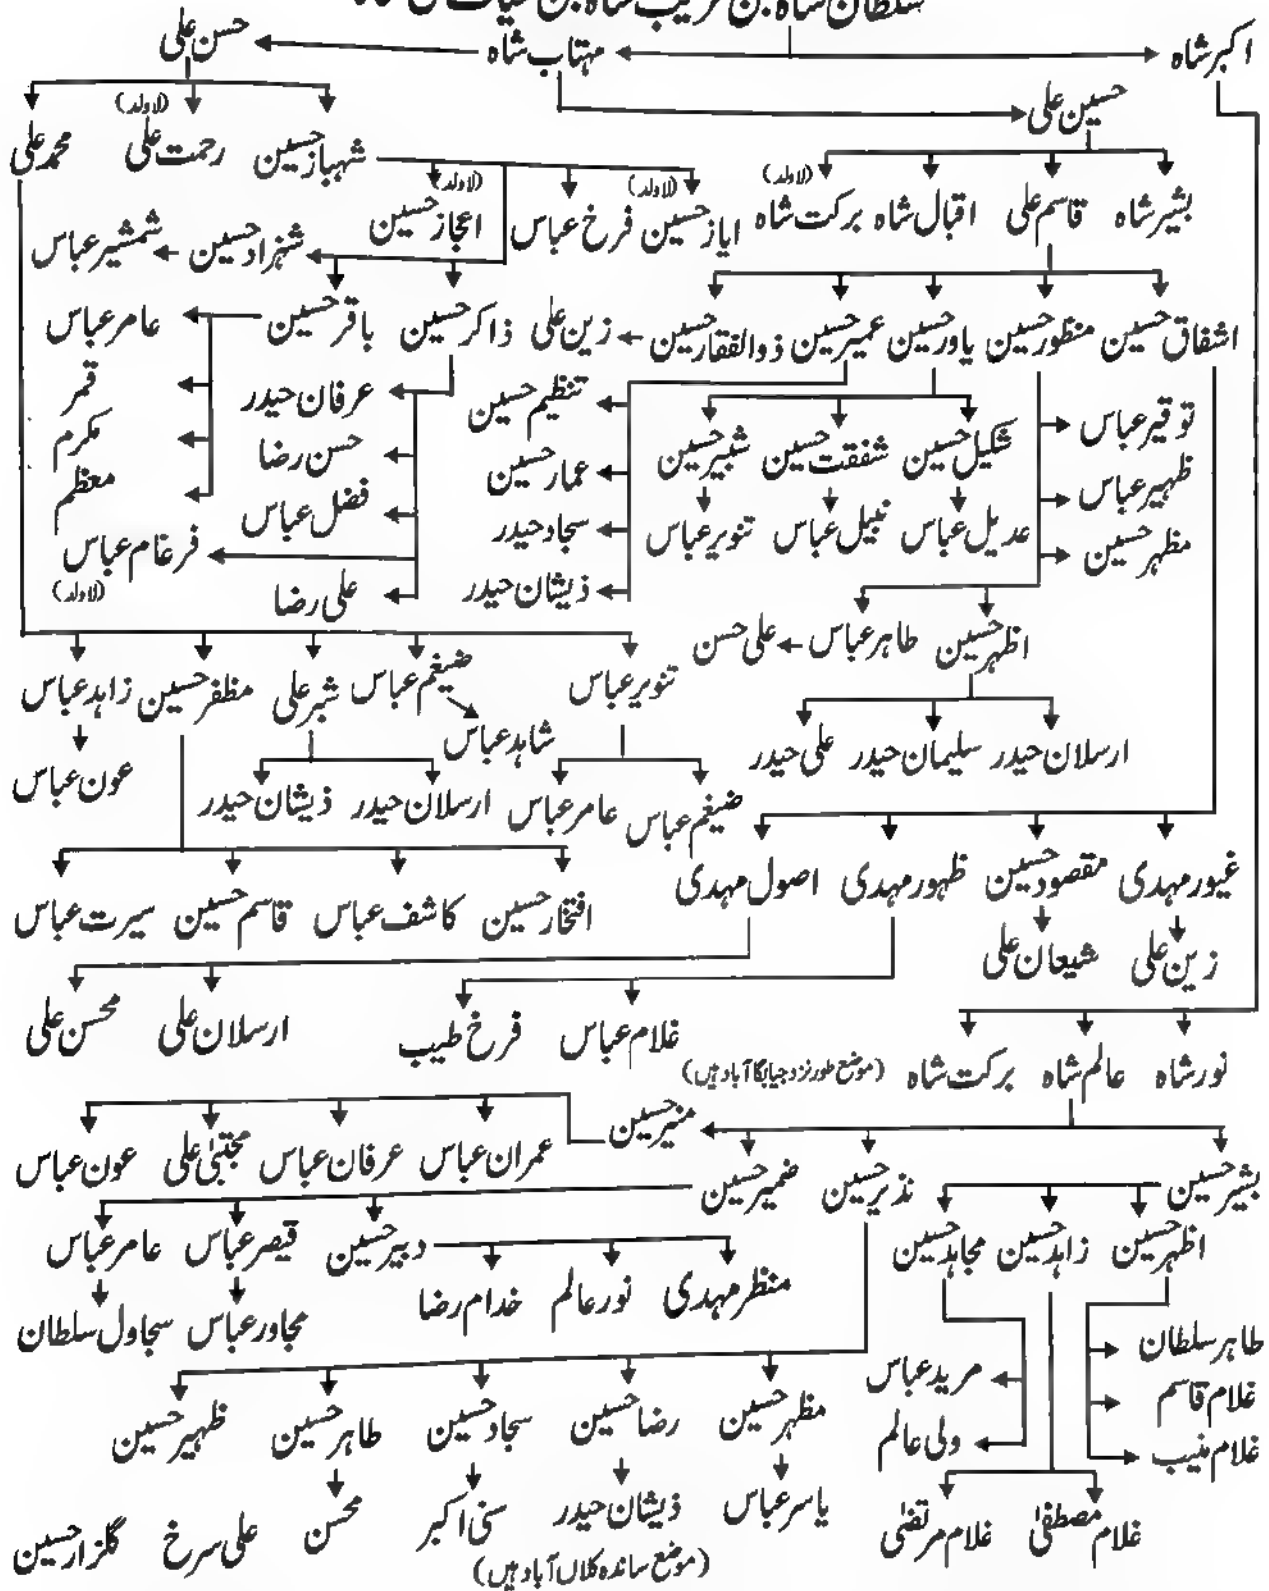 سلطان شاہ بن غریب شاہ بن
اکبر شاہ مہتاب شاہ حسن علی
حسین علی
شہباز حسین رحمت علی (لاولد) محمد علی
بشیر شاہ قاسم علی اقبال شاہ برکت شاہ (لاولد)
ایاز حسین (لاولد) فرخ عباس اعجاز حسین (لاولد)
شہزاد حسین شمشیر عباس
اشفاق حسین منظور حسین یاور حسین عمیر حسین ذوالفقار حسین زین علی
ذاکر حسین باقر حسین عامر عباس
قمر
مکرم
معظم
عرفان حیدر
حسن رضا
فضل عباس
فرغام عباس
(لاولد)
علی رضا
تنظیم حسین
عمار حسین
سجاد حیدر
ذیشان حیدر
شکیل حسین شفقت حسین شبیر حسین
عدیل عباس نبیل عباس تنویر عباس
توقیر عباس
ظہیر عباس
مظہر حسین
اظہر حسین طاہر عباس علی حسن
ارسلان حیدر سلیمان حیدر علی حیدر
تنویر عباس ضیغم عباس شبر علی مظفر حسین زاہد عباس
شاہد عباس
عون عباس
ضیغم عباس عامر عباس ارسلان حیدر ذیشان حیدر
غیور مہدی مقصود حسین ظہور مہدی اصول مہدی
زین علی شیعان علی
افتخار حسین کاشف عباس قاسم حسین سیرت عباس
غلام عباس فرخ طیب ارسلان علی محسن علی
نور شاہ عالم شاہ برکت شاہ (موضع طور نزد جیابگا آباد ہیں)
منیر حسین
عمران عباس عرفان عباس مجتبیٰ علی عون عباس
بشیر حسین نذیر حسین ضمیر حسین
اظہر حسین زاہد حسین مجاہد حسین
دبیر حسین قیصر عباس عامر عباس
منظر مہدی نور عالم خدام رضا
مجاور عباس سجاول سلطان
طاہر سلطان
غلام قاسم
غلام منیب
مرید عباس
ولی عالم
غلام مصطفیٰ غلام مرتضیٰ
مظہر حسین رضا حسین سجاد حسین طاہر حسین ظہیر حسین
یاسر عباس ذیشان حیدر سنی اکبر محسن علی سرخ گلزار حسین
(موضع ساندہ کلاں آباد ہیں)